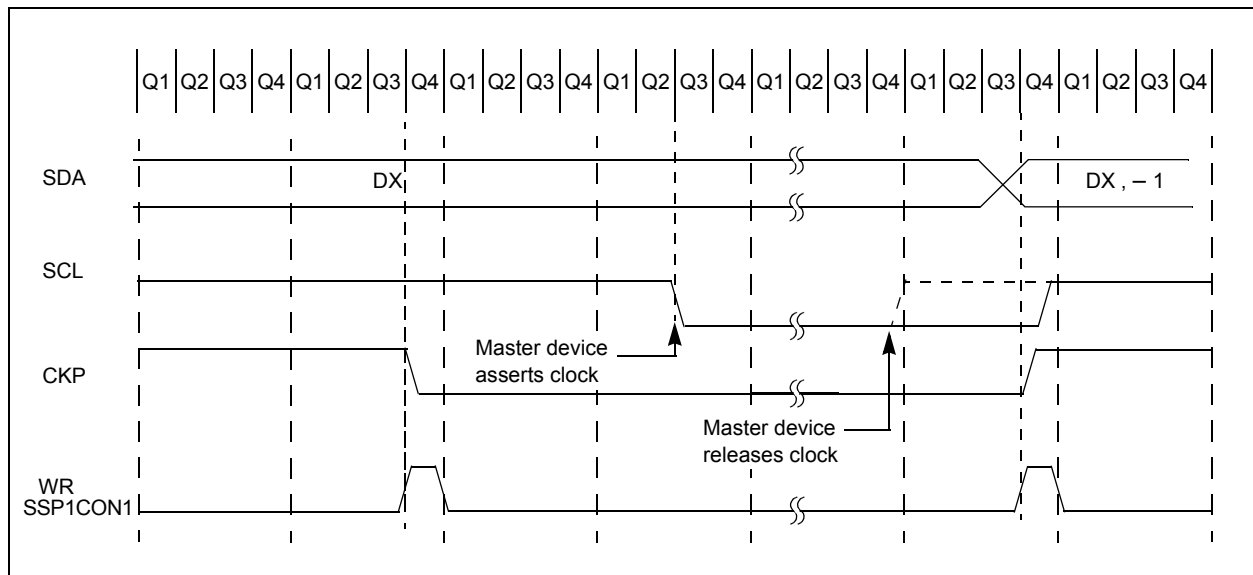 Q1 Q2 Q3 Q4 Q1 Q2 Q3 Q4 Q1 Q2 Q3 Q4 Q1 Q2 Q3 Q4 Q1 Q2 Q3 Q4 Q1 Q2 Q3 Q4 Q1 Q2 Q3 Q4
SDA
DX
DX , – 1
SCL
Master device
asserts clock
CKP
Master device
releases clock
WR
SSP1CON1